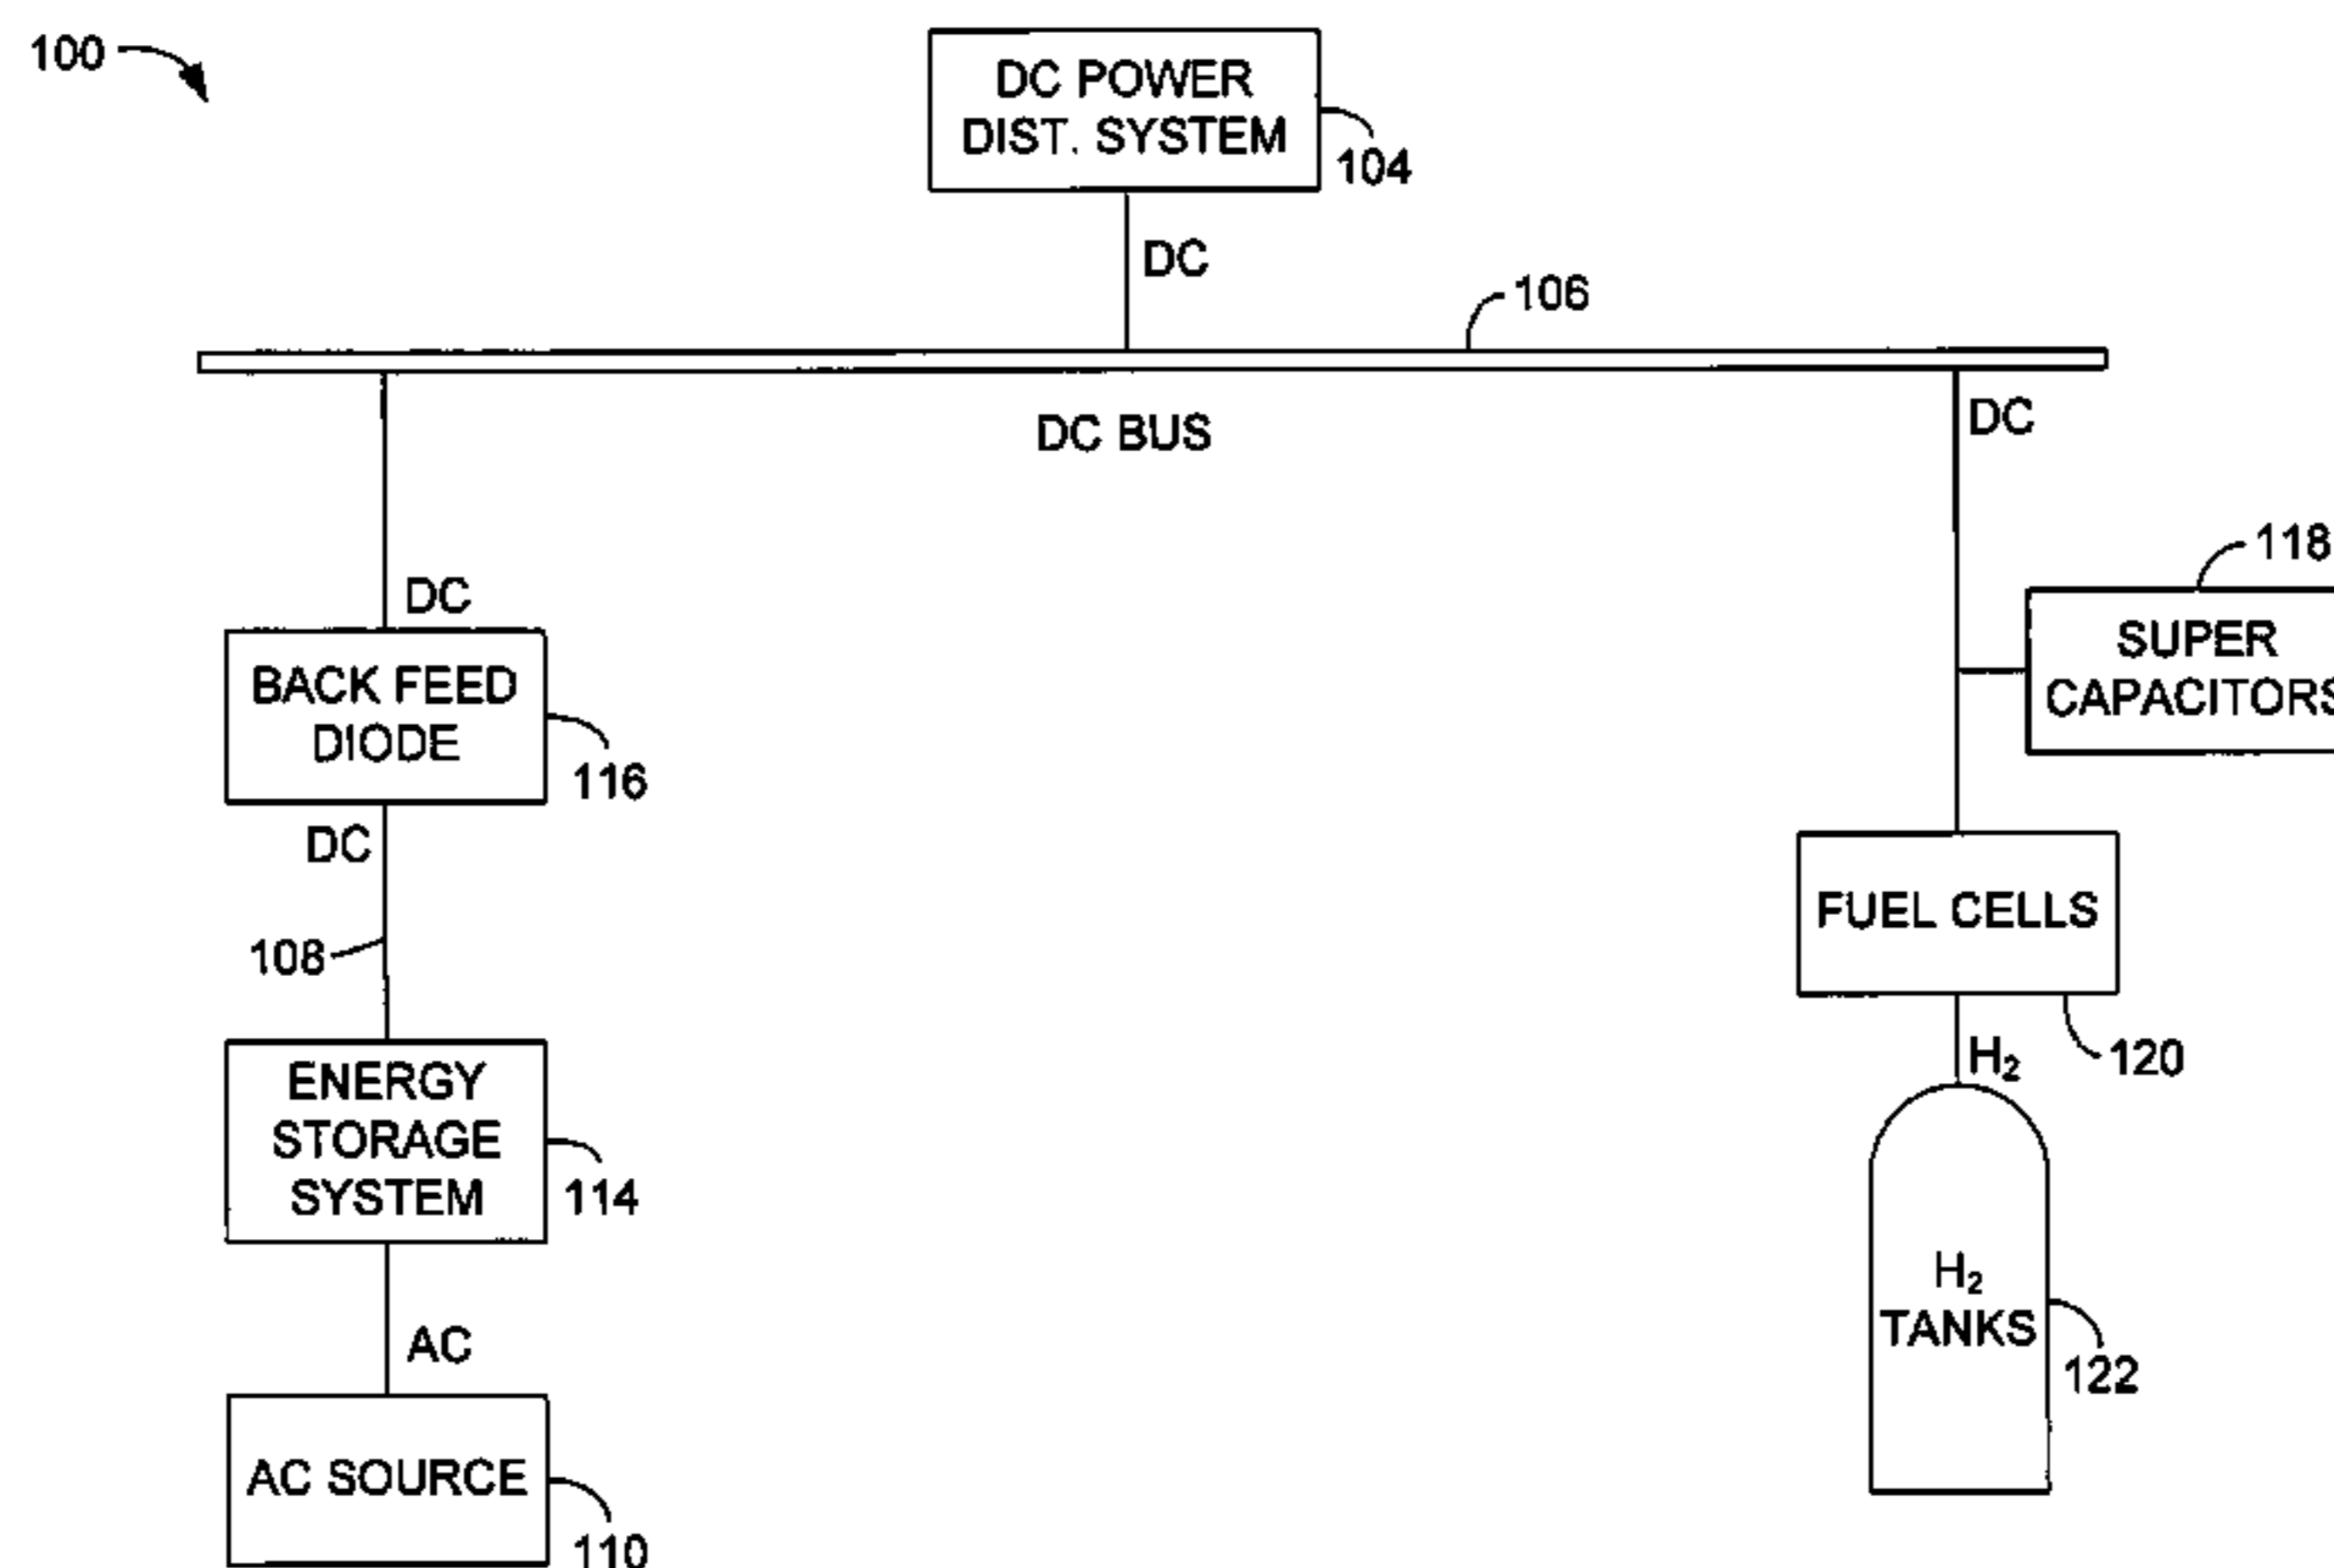 100
DC POWER
DIST. SYSTEM
104
DC
106
DC BUS
DC
118
DC
SUPER
CAPACITORS
BACK FEED
DIODE
116
DC
FUEL CELLS
108
120
H₂
ENERGY
STORAGE
SYSTEM
114
H₂
TANKS
122
AC
AC SOURCE
110